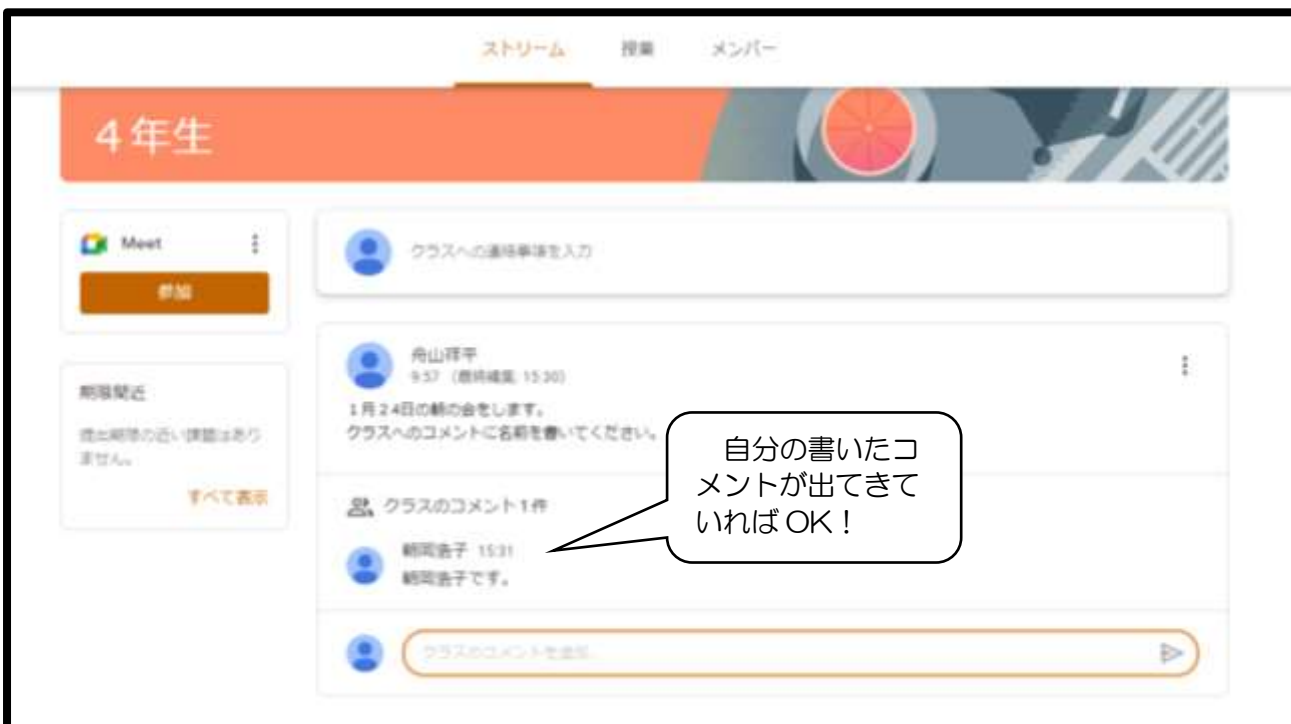 ストリーム 授業 メンバー
4年生
Meet
参加
クラスへの連絡事項を入力
期限間近
提出期限の近い課題はあり
ません。
すべて表示
舟山祥平
9:57 (最終編集 15:30)
1月24日の朝の会をします。
クラスへのコメントに名前を書いてください。
クラスのコメント1件
15:31
です。
クラスのコメントを追加…
自分の書いたコ
メントが出てきて
いればOK!